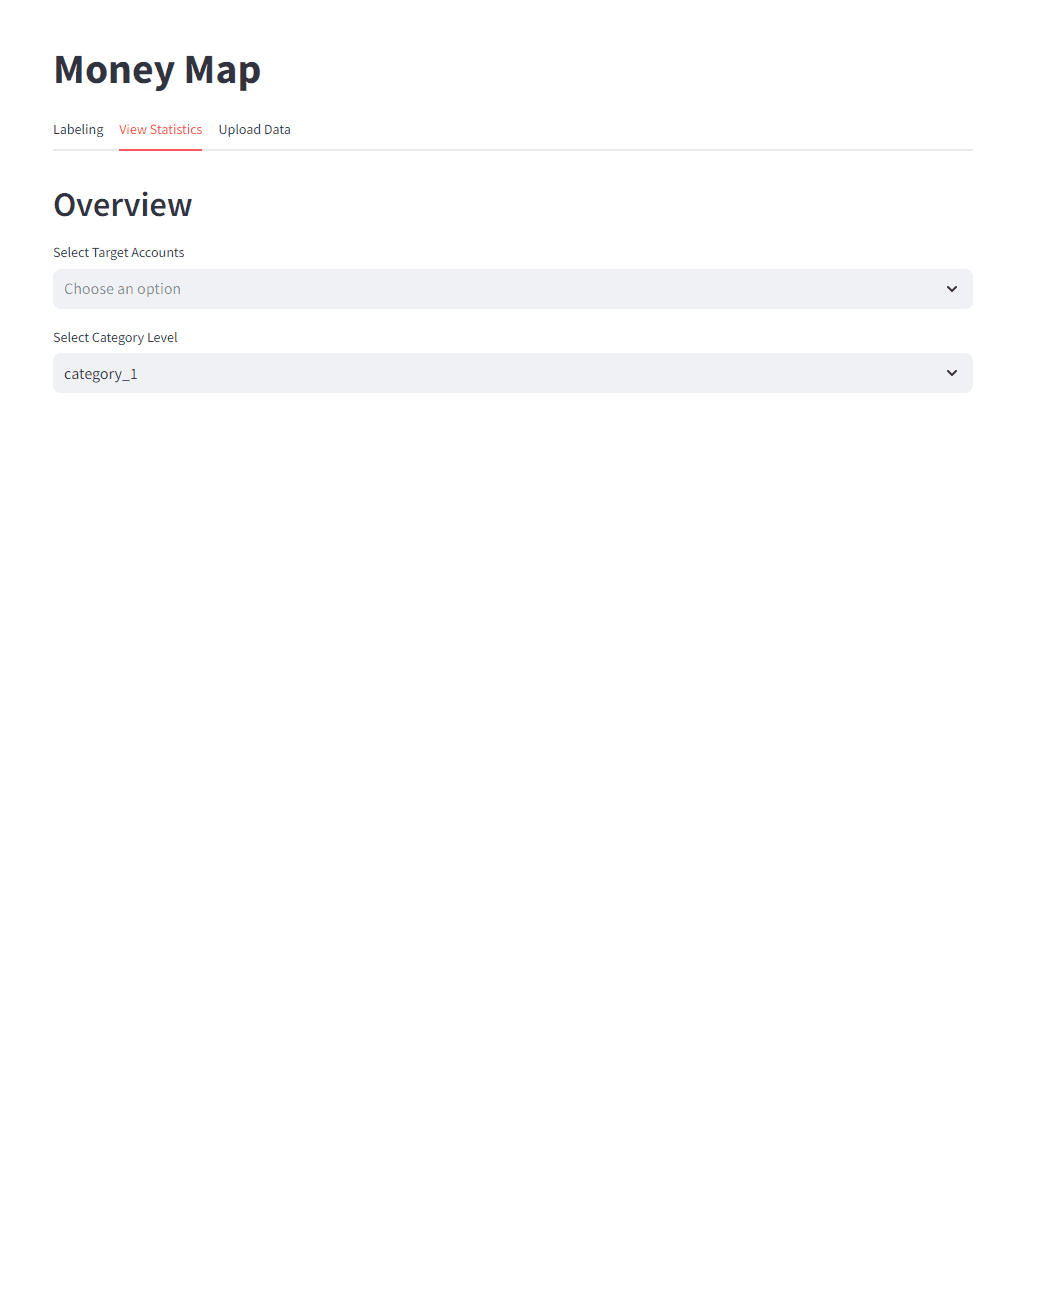 Money Map
Labeling View Statistics Upload Data
Overview
Select Target Accounts
Choose an option
Select Category Level
category_1